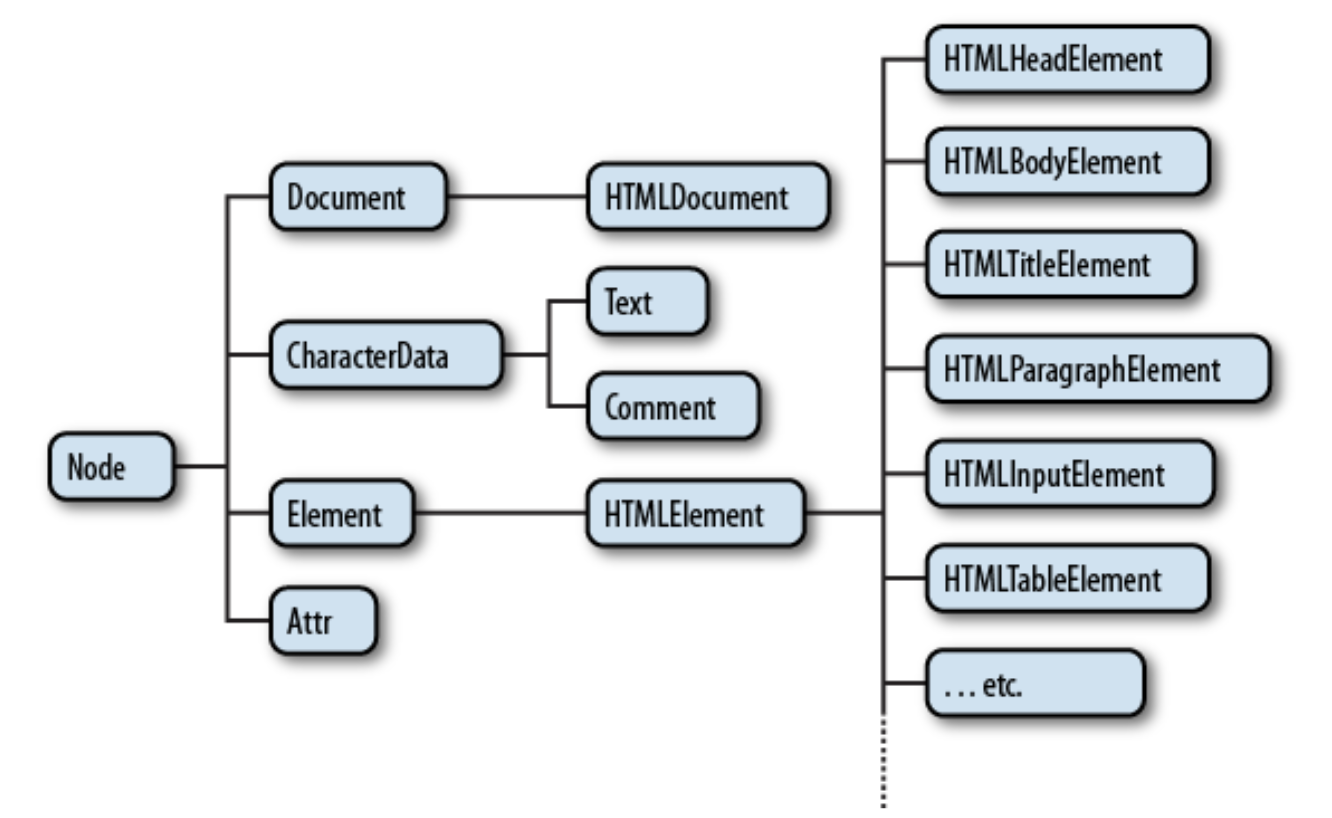 Node
Document
CharacterData
Element
Attr
HTMLDocument
Text
Comment
HTMLElement
HTMLHeadElement
HTMLBodyElement
HTMLTitleElement
HTMLParagraphElement
HTMLInputElement
HTMLTableElement
. . . etc.